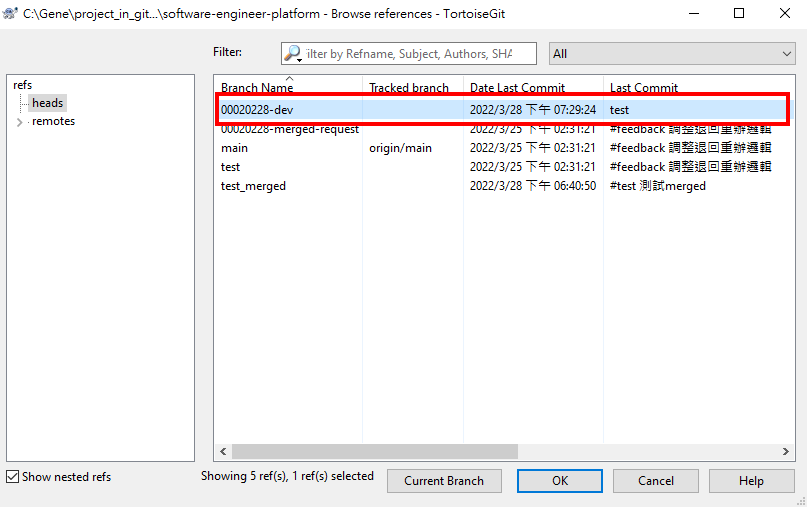 C:\Gene\project_in_git...\software-engineer-platform - Browse references - TortoiseGit
Filter: Filter by Refname, Subject, Authors, SHA All
refs
heads
remotes
Branch Name Tracked branch Date Last Commit Last Commit
00020228-dev 2022/3/28 下午 07:29:24 test
00020228-merged-request 2022/3/25 下午 02:31:21 #feedback 調整退回重辦邏輯
main origin/main 2022/3/25 下午 02:31:21 #feedback 調整退回重辦邏輯
test 2022/3/25 下午 02:31:21 #feedback 調整退回重辦邏輯
test_merged 2022/3/28 下午 06:40:50 #test 測試merged
Show nested refs Showing 5 ref(s), 1 ref(s) selected Current Branch OK Cancel Help